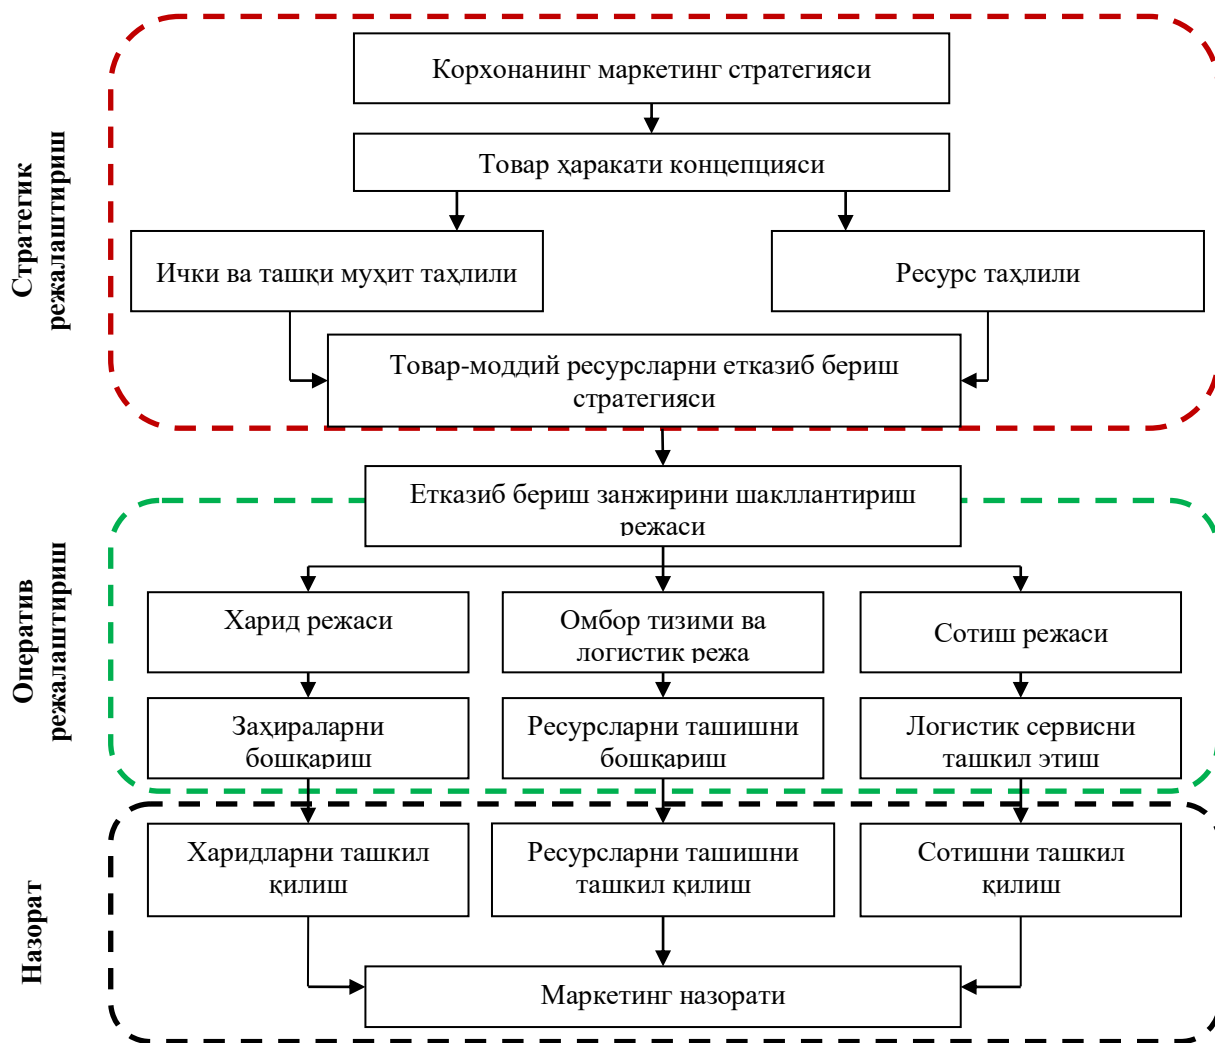 Стратегик
режалаштириш
Корхонанинг маркетинг стратегияси
Товар ҳаракати концепцияси
Ички ва ташқи муҳит таҳлили
Ресурс таҳлили
Товар-моддий ресурсларни етказиб бериш
стратегияси
Оператив
режалаштириш
Етказиб бериш занжирини шакллантириш
режаси
Харид режаси
Омбор тизими ва
логистик режа
Сотиш режаси
Заҳираларни
бошқариш
Ресурсларни ташишни
бошқариш
Логистик сервисни
ташкил этиш
Назорат
Харидларни ташкил
қилиш
Ресурсларни ташишни
ташкил қилиш
Сотишни ташкил
қилиш
Маркетинг назорати